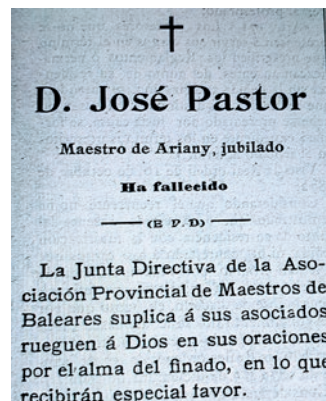 D. José Pastor
Maestro de Ariany, jubilado
Ha fallecido
(E P. D)
La Junta Directiva de la Aso-
ciación Provincial de Maestros de
Baleares suplica á sus asociados
rueguen á Dios en sus oraciones
por el alma del finado, en lo que
recibirán especial favor.